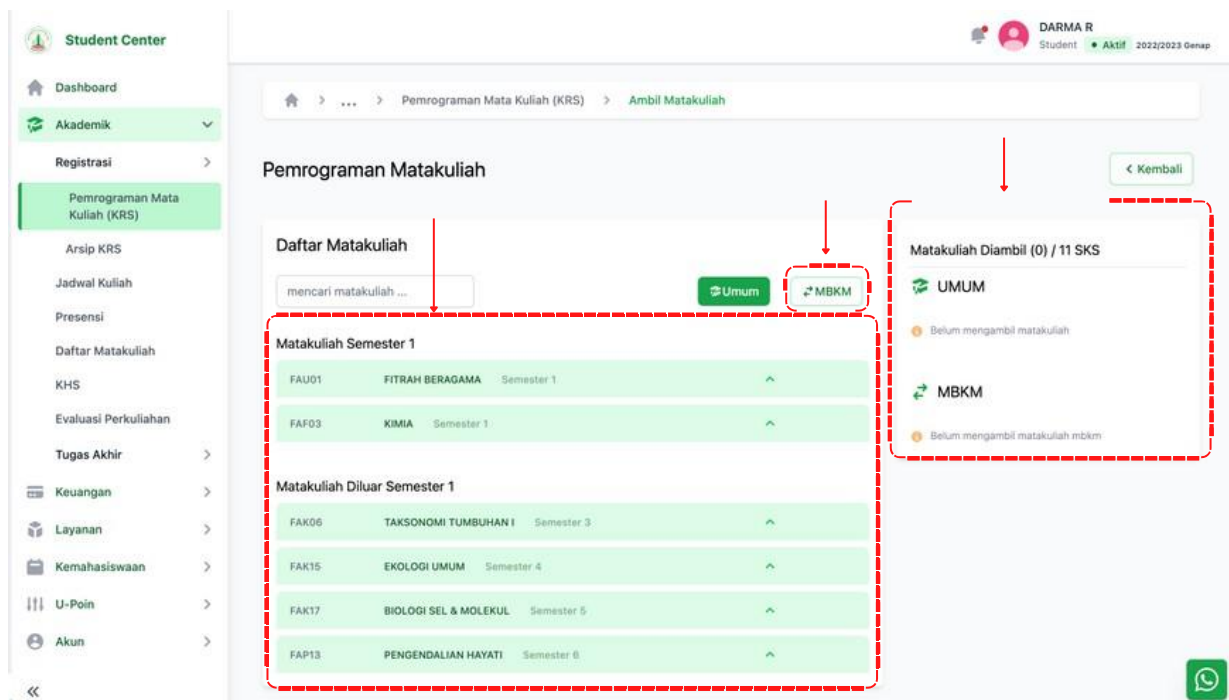 Student Center
DARMA R
Student • Aktif 2022/2023 Genap
Dashboard
Akademik
Registrasi
Pemrograman Mata
Kuliah (KRS)
Arsip KRS
Jadwal Kuliah
Presensi
Daftar Matakuliah
KHS
Evaluasi Perkuliahan
Tugas Akhir
Keuangan
Layanan
Kemahasiswaan
U-Poin
Akun
> ... > Pemrograman Mata Kuliah (KRS) > Ambil Matakuliah
Pemrograman Matakuliah
< Kembali
Daftar Matakuliah
mencari matakuliah ...
Umum
MBKM
Matakuliah Semester 1
FAU01 FITRAH BERAGAMA Semester 1
FAF03 KIMIA Semester 1
Matakuliah Diluar Semester 1
FAK06 TAKSONOMI TUMBUHAN I Semester 3
FAK15 EKOLOGI UMUM Semester 4
FAK17 BIOLOGI SEL & MOLEKUL Semester 5
FAP13 PENGENDALIAN HAYATI Semester 6
Matakuliah Diambil (0) / 11 SKS
UMUM
Belum mengambil matakuliah
MBKM
Belum mengambil matakuliah mbkm